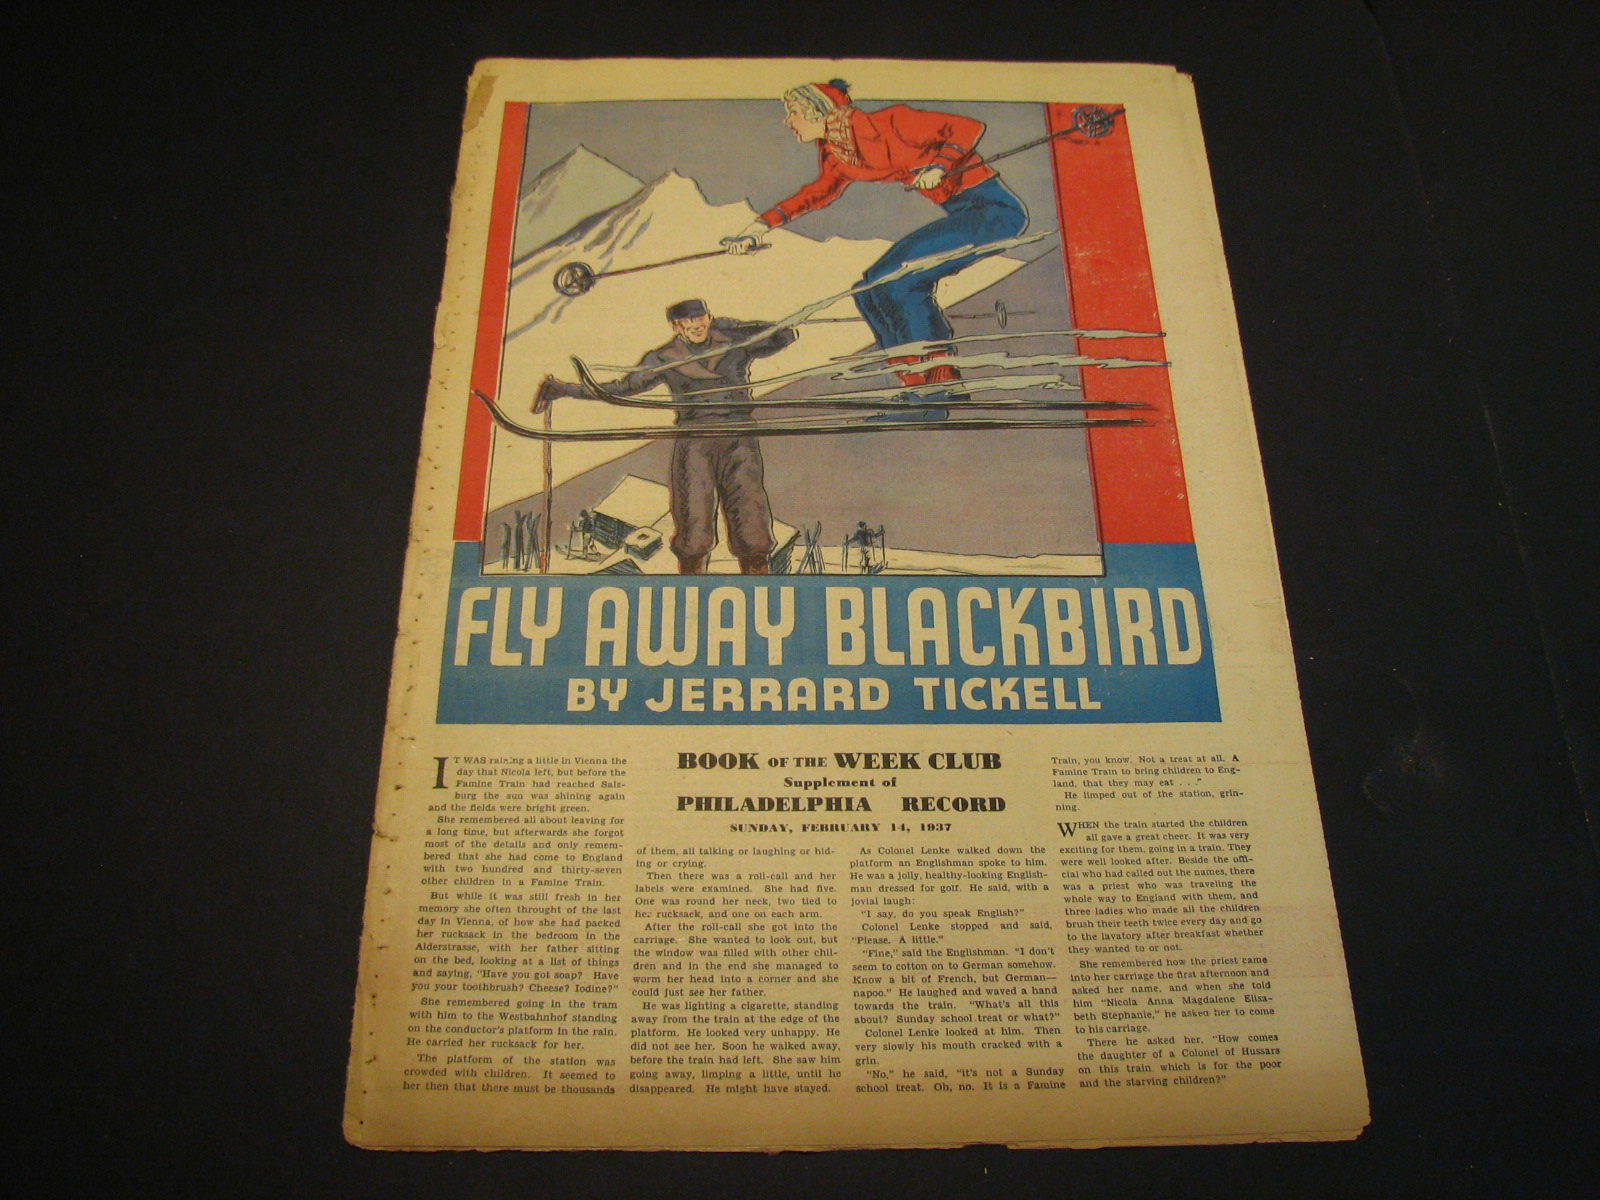 FLY AWAY BLACKBIRD
BY JERRARD TICKELL
BOOK OF THE WEEK CLUB
Supplement of
PHILADELPHIA RECORD
SUNDAY, FEBRUARY 14, 1937
IT WAS raining a little in Vienna the
day that Nicola left, but before the
Famine Train had reached Salz-
burg the sun was shining again
and the fields were bright green.
She remembered all about leaving for
a long time, but afterwards she forgot
most of the details and only remem-
bered that she had come to England
with two hundred and thirty-seven
other children in a Famine Train.
But while it was still fresh in her
memory she often throught of the last
day in Vienna, of how she had packed
her rucksack in the bedroom in the
Alderstrasse, with her father sitting
on the bed, looking at a list of things
and saying, "Have you got soap? Have
you your toothbrush? Cheese? Iodine?"
She remembered going in the tram
with him to the Westbahnhof standing
on the conductor's platform in the rain.
He carried her rucksack for her.
The platform of the station was
crowded with children. It seemed to
her then that there must be thousands
of them, all talking or laughing or hid-
ing or crying.
Then there was a roll-call and her
labels were examined. She had five.
One was round her neck, two tied to
her rucksack, and one on each arm.
After the roll-call she got into the
carriage. She wanted to look out, but
the window was filled with other chil-
dren and in the end she managed to
worm her head into a corner and she
could just see her father.
He was lighting a cigarette, standing
away from the train at the edge of the
platform. He looked very unhappy. He
did not see her. Soon he walked away,
before the train had left. She saw him
going away, limping a little, until he
disappeared. He might have stayed.
As Colonel Lenke walked down the
platform an Englishman spoke to him.
He was a jolly, healthy-looking English-
man dressed for golf. He said, with a
jovial laugh:
"I say, do you speak English?"
Colonel Lenke stopped and said,
"Please. A little."
"Fine," said the Englishman. "I don't
seem to cotton on to German somehow.
Know a bit of French, but German—
napoo." He laughed and waved a hand
towards the train. "What's all this
about? Sunday school treat or what?"
Colonel Lenke looked at him. Then
very slowly his mouth cracked with a
grin.
"No," he said, "it's not a Sunday
school treat. Oh, no. It is a Famine
Train, you know. Not a treat at all. A
Famine Train to bring children to Eng-
land, that they may eat . . ."
He limped out of the station, grin-
ning.
WHEN the train started the children
all gave a great cheer. It was very
exciting for them, going in a train. They
were well looked after. Beside the offi-
cial who had called out the names, there
was a priest who was traveling the
whole way to England with them, and
three ladies who made all the children
brush their teeth twice every day and go
to the lavatory after breakfast whether
they wanted to or not.
She remembered how the priest came
into her carriage the first afternoon and
asked her name, and when she told
him "Nicola Anna Magdalene Elisa-
beth Stephanie," he asked her to come
to his carriage.
There he asked her, "How comes
the daughter of a Colonel of Hussars
on this train which is for the poor
and the starving children?"